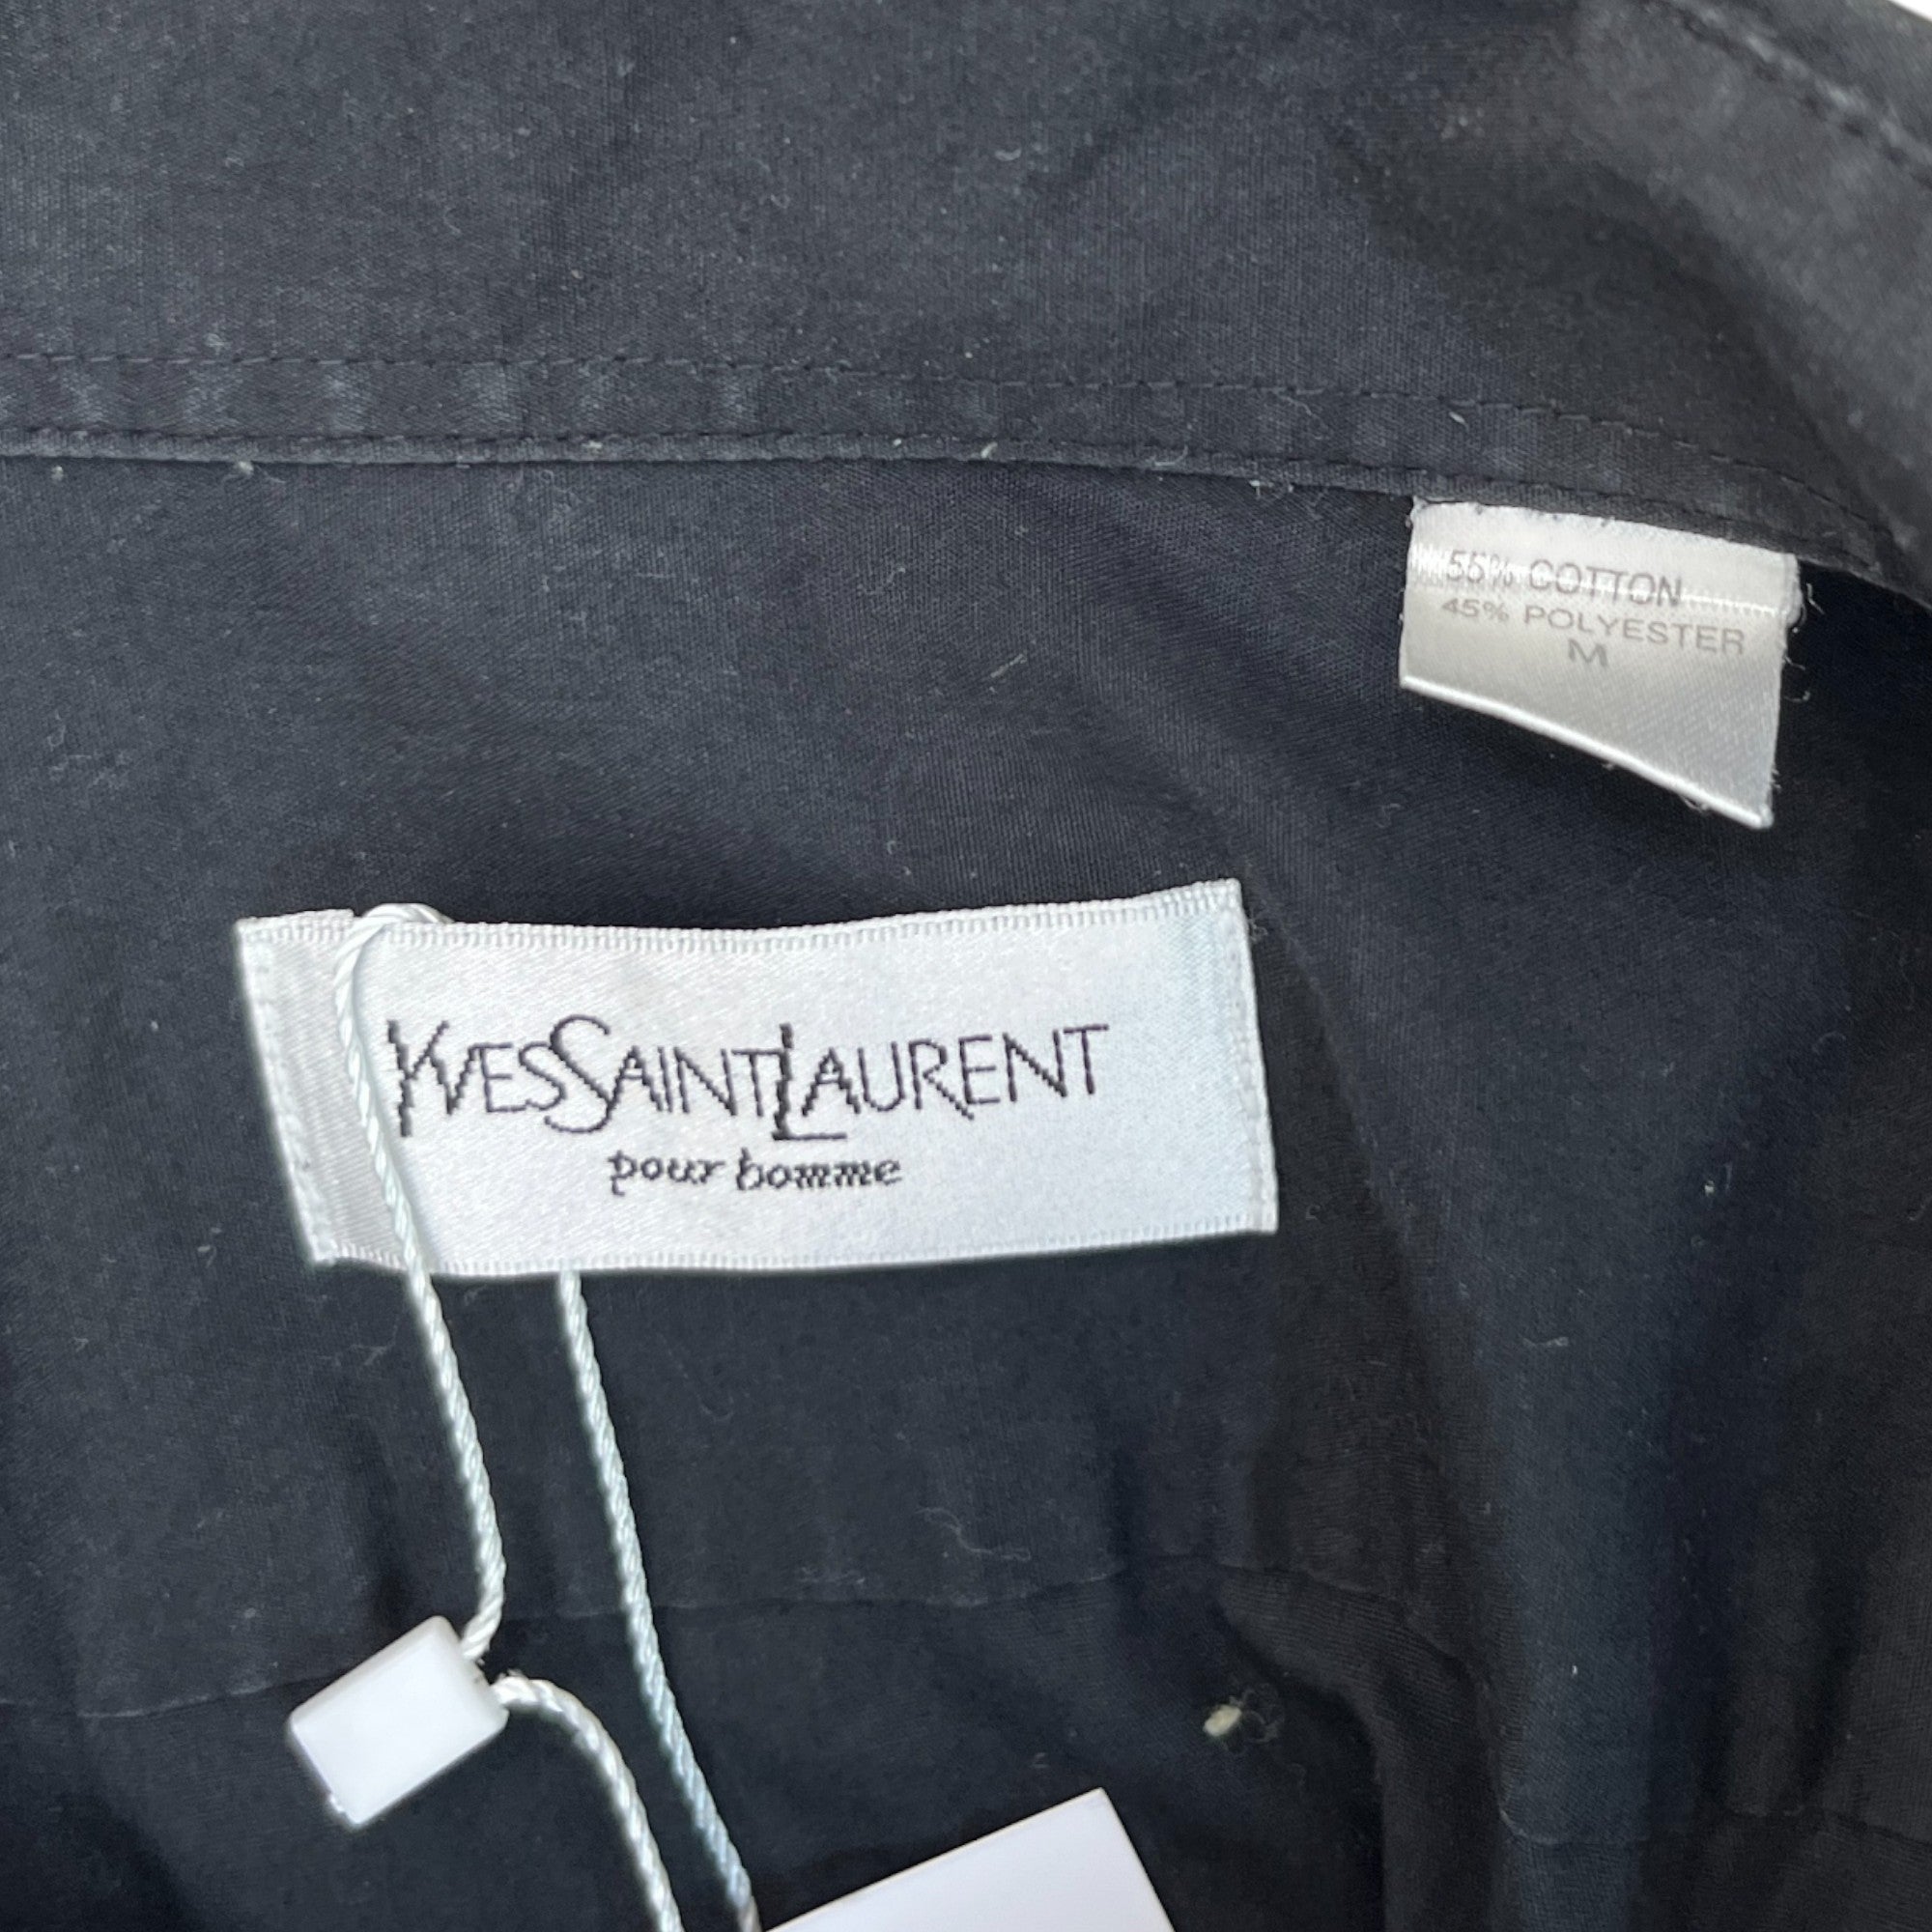 55% COTTON
45% POLYESTER
M
YVESSAINTLAURENT
pour homme